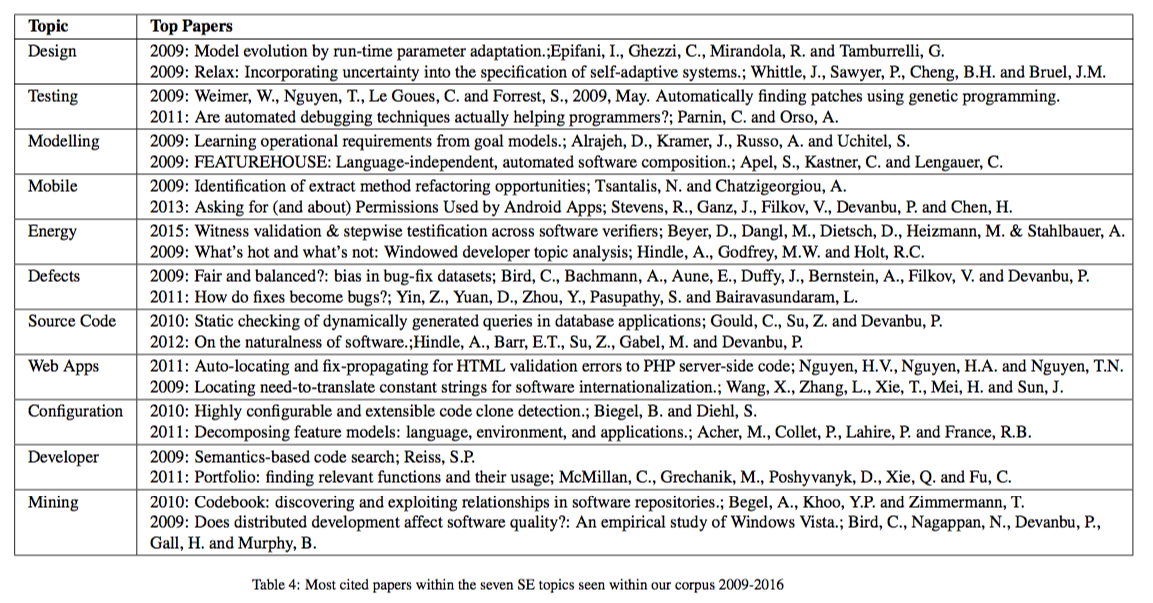 Topic Top Papers
Design 2009: Model evolution by run-time parameter adaptation.;Epifani, I., Ghezzi, C., Mirandola, R. and Tamburrelli, G.
2009: Relax: Incorporating uncertainty into the specification of self-adaptive systems.; Whittle, J., Sawyer, P., Cheng, B.H. and Bruel, J.M.
Testing 2009: Weimer, W., Nguyen, T., Le Goues, C. and Forrest, S., 2009, May. Automatically finding patches using genetic programming.
2011: Are automated debugging techniques actually helping programmers?; Parnin, C. and Orso, A.
Modelling 2009: Learning operational requirements from goal models.; Alrajeh, D., Kramer, J., Russo, A. and Uchitel, S.
2009: FEATUREHOUSE: Language-independent, automated software composition.; Apel, S., Kastner, C. and Lengauer, C.
Mobile 2009: Identification of extract method refactoring opportunities; Tsantalis, N. and Chatzigeorgiou, A.
2013: Asking for (and about) Permissions Used by Android Apps; Stevens, R., Ganz, J., Filkov, V., Devanbu, P. and Chen, H.
Energy 2015: Witness validation & stepwise testification across software verifiers; Beyer, D., Dangl, M., Dietsch, D., Heizmann, M. & Stahlbauer, A.
2009: What's hot and what's not: Windowed developer topic analysis; Hindle, A., Godfrey, M.W. and Holt, R.C.
Defects 2009: Fair and balanced?: bias in bug-fix datasets; Bird, C., Bachmann, A., Aune, E., Duffy, J., Bernstein, A., Filkov, V. and Devanbu, P.
2011: How do fixes become bugs?; Yin, Z., Yuan, D., Zhou, Y., Pasupathy, S. and Bairavasundaram, L.
Source Code 2010: Static checking of dynamically generated queries in database applications; Gould, C., Su, Z. and Devanbu, P.
2012: On the naturalness of software.;Hindle, A., Barr, E.T., Su, Z., Gabel, M. and Devanbu, P.
Web Apps 2011: Auto-locating and fix-propagating for HTML validation errors to PHP server-side code; Nguyen, H.V., Nguyen, H.A. and Nguyen, T.N.
2009: Locating need-to-translate constant strings for software internationalization.; Wang, X., Zhang, L., Xie, T., Mei, H. and Sun, J.
Configuration 2010: Highly configurable and extensible code clone detection.; Biegel, B. and Diehl, S.
2011: Decomposing feature models: language, environment, and applications.; Acher, M., Collet, P., Lahire, P. and France, R.B.
Developer 2009: Semantics-based code search; Reiss, S.P.
2011: Portfolio: finding relevant functions and their usage; McMillan, C., Grechanik, M., Poshyvanyk, D., Xie, Q. and Fu, C.
Mining 2010: Codebook: discovering and exploiting relationships in software repositories.; Begel, A., Khoo, Y.P. and Zimmermann, T.
2009: Does distributed development affect software quality?: An empirical study of Windows Vista.; Bird, C., Nagappan, N., Devanbu, P.,
Gall, H. and Murphy, B.
Table 4: Most cited papers within the seven SE topics seen within our corpus 2009-2016